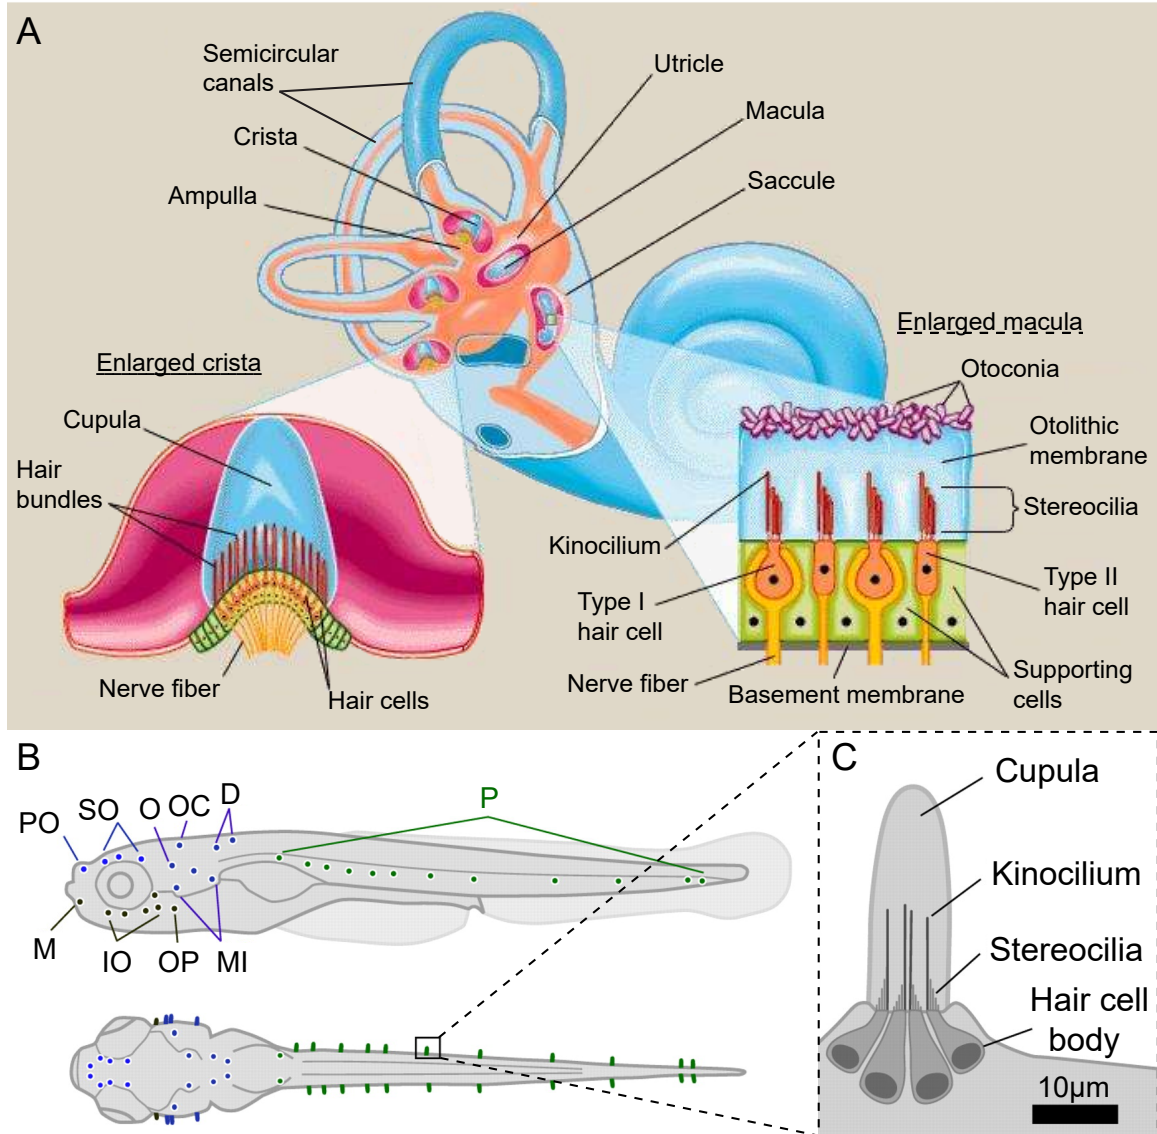 A
Semicircular
canals
Utricle
Crista
Macula
Ampulla
Saccule
Enlarged crista
Enlarged macula
Cupula
Otoconia
Hair
bundles
Otolithic
membrane
Stereocilia
Kinocilium
Type I
hair cell
Type II
hair cell
Nerve fiber
Hair cells
Nerve fiber
Basement membrane
Supporting
cells
B
PO
SO
O
OC
D
P
M
IO
OP
MI
C
Cupula
Kinocilium
Stereocilia
Hair cell
body
10μm